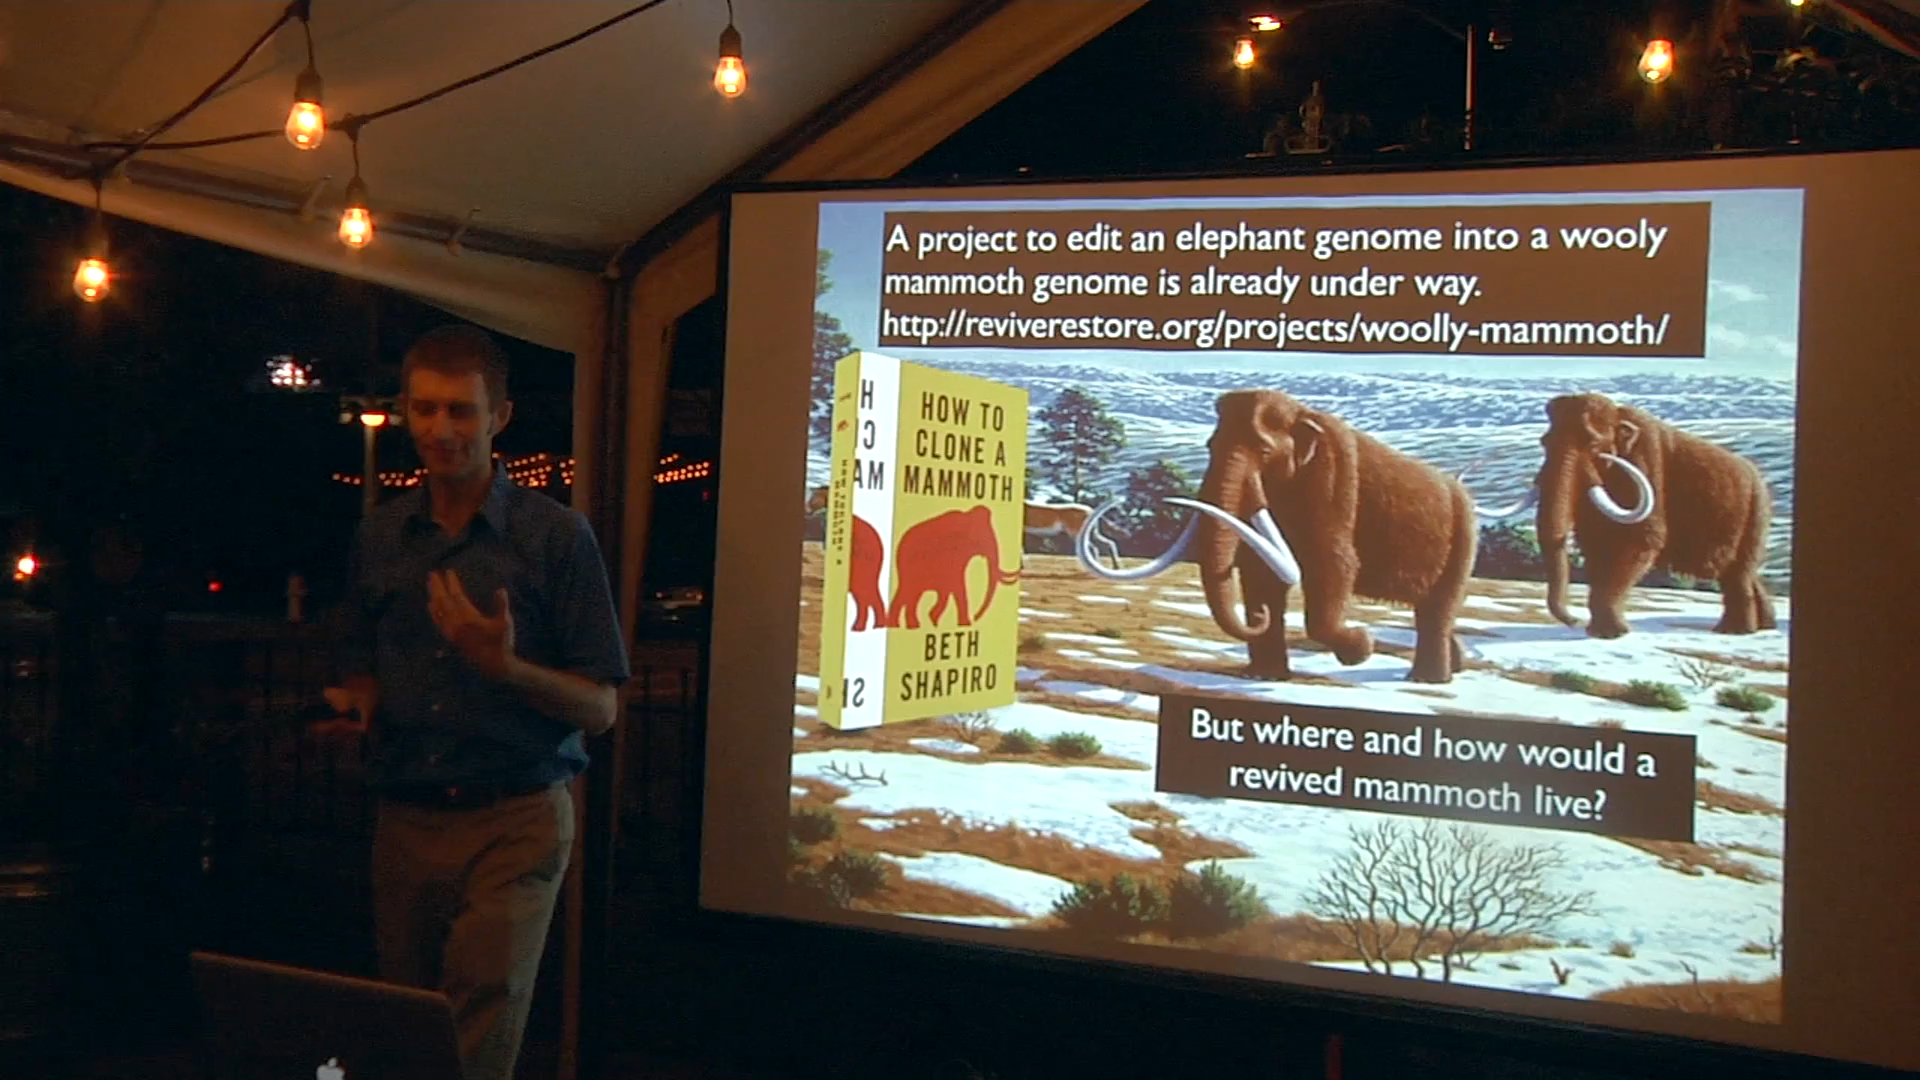 A project to edit an elephant genome into a wooly
mammoth genome is already under way.
http://reviverestore.org/projects/woolly-mammoth/
HOW TO
CLONE A
MAMMOTH
BETH
SHAPIRO
But where and how would a
revived mammoth live?